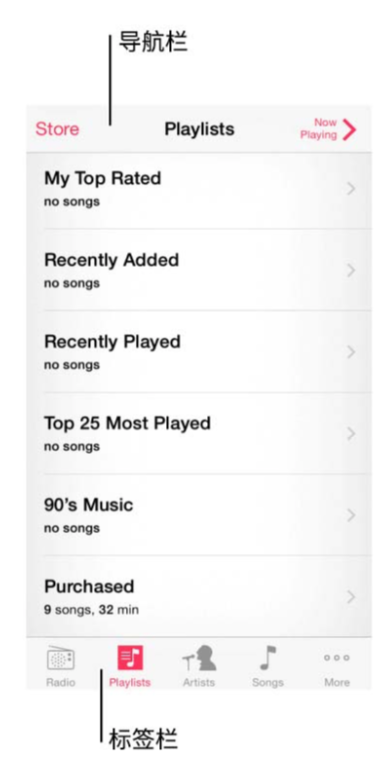 导航栏
Store
Playlists
Now
Playing
My Top Rated
no songs
Recently Added
no songs
Recently Played
no songs
Top 25 Most Played
no songs
90's Music
no songs
Purchased
9 songs, 32 min
Radio
Playlists
Artists
Songs
More
标签栏